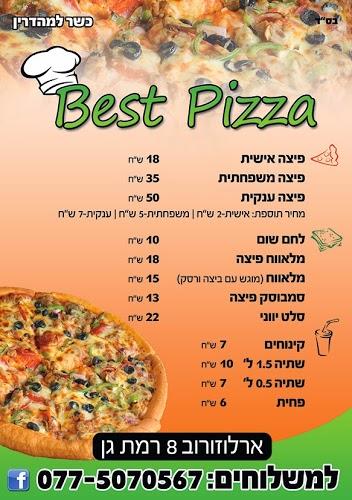 בס"ד
כשר למהדרין
Best Pizza
פיצה אישית 18 ש"ח
פיצה משפחתית 35 ש"ח
פיצה ענקית 50 ש"ח
מחיר תוספת: אישית-2 ש"ח | משפחתית-5 ש"ח | ענקית-7 ש"ח
לחם שום 10 ש"ח
מלאווח פיצה 18 ש"ח
מלאווח (מוגש עם ביצה ורסק) 15 ש"ח
סמבוסק פיצה 13 ש"ח
סלט יווני 22 ש"ח
קינוחים 7 ש"ח
שתיה 1.5 ל' 10 ש"ח
שתיה 0.5 ל' 7 ש"ח
פחית 6 ש"ח
ארלוזורוב 8 רמת גן
למשלוחים: 077-5070567
f